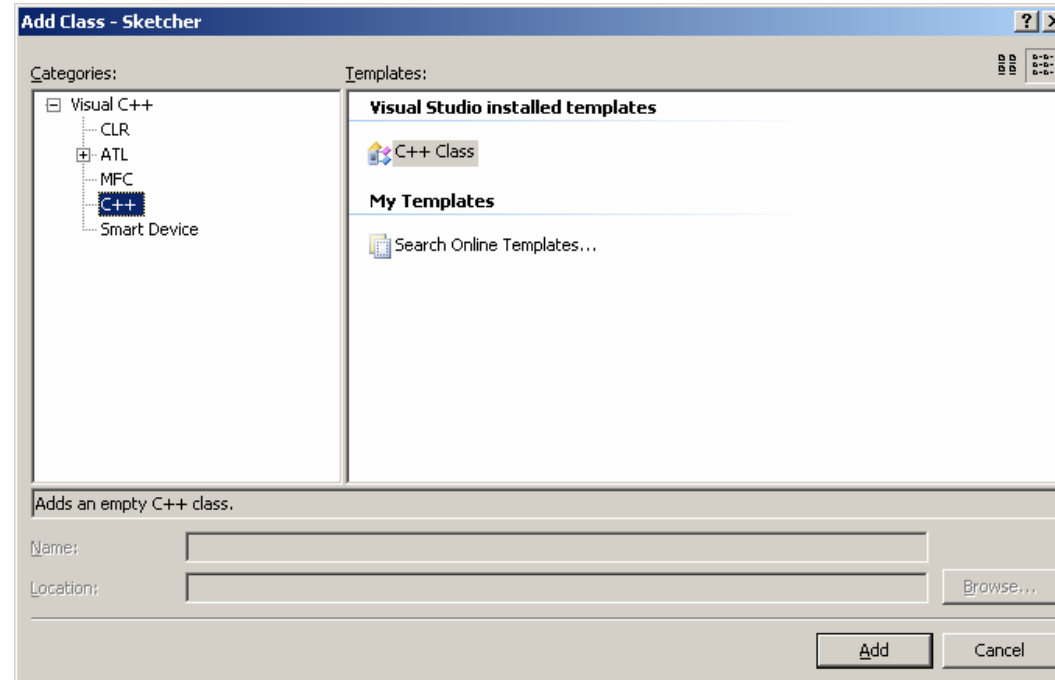 Add Class - Sketcher
Categories:
Templates:
Visual C++
CLR
ATL
MFC
C++
Smart Device
Visual Studio installed templates
C++ Class
My Templates
Search Online Templates...
Adds an empty C++ class.
Name:
Location:
Browse...
Add
Cancel